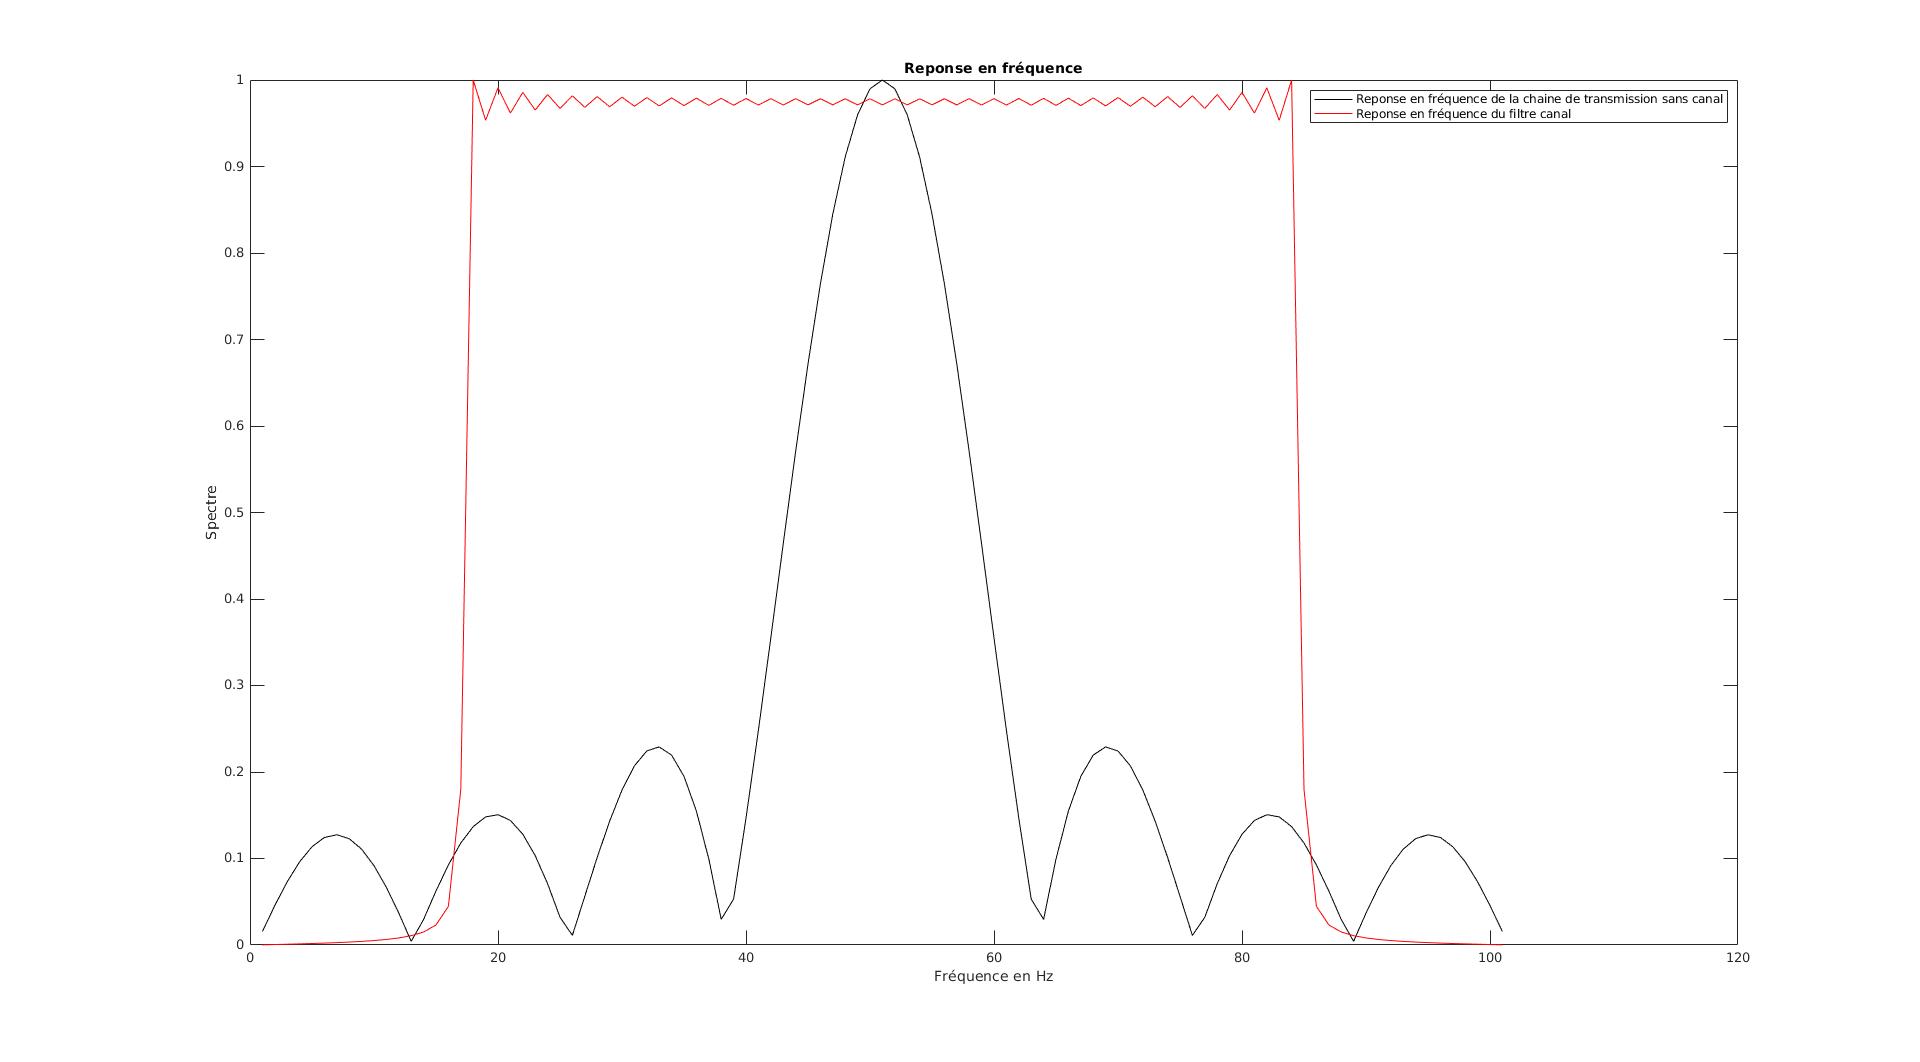 Reponse en fréquence
Reponse en fréquence de la chaine de transmission sans canal
Reponse en fréquence du filtre canal
1
0.9
0.8
0.7
0.6
0.5
0.4
0.3
0.2
0.1
0
Spectre
0 20 40 60 80 100 120
Fréquence en Hz